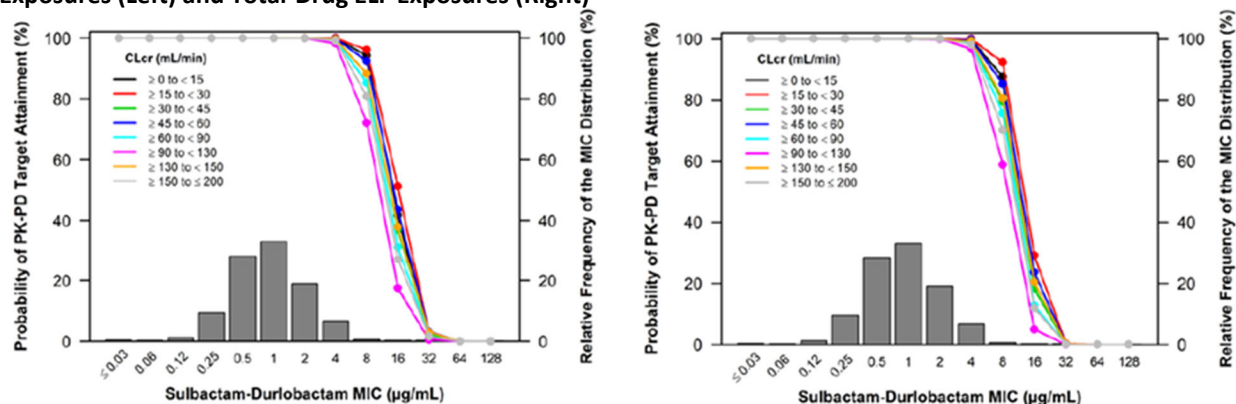 Exposures (Left) and Total Drug ELF Exposures (Right)
Probability of PK-PD Target Attainment (%)
100
80
60
40
20
0
CLcr (mL/min)
≥ 0 to < 15
≥ 15 to < 30
≥ 30 to < 45
≥ 45 to < 60
≥ 60 to < 90
≥ 90 to < 130
≥ 130 to < 150
≥ 150 to ≤ 200
100
80
60
40
20
0
Relative Frequency of the MIC Distribution (%)
≤ 0.03 0.06 0.12 0.25 0.5 1 2 4 8 16 32 64 128
Sulbactam-Durlobactam MIC (µg/mL)
Probability of PK-PD Target Attainment (%)
100
80
60
40
20
0
CLcr (mL/min)
≥ 0 to < 15
≥ 15 to < 30
≥ 30 to < 45
≥ 45 to < 60
≥ 60 to < 90
≥ 90 to < 130
≥ 130 to < 150
≥ 150 to ≤ 200
100
80
60
40
20
0
Relative Frequency of the MIC Distribution (%)
≤ 0.03 0.06 0.12 0.25 0.5 1 2 4 8 16 32 64 128
Sulbactam-Durlobactam MIC (µg/mL)